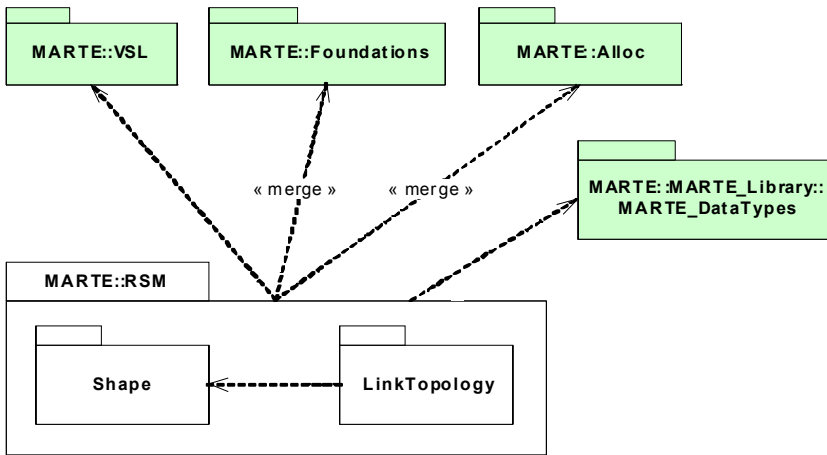 MARTE::VSL
MARTE::Foundations
MARTE::Alloc
« merge »
« merge »
MARTE::MARTE_Library::
MARTE_DataTypes
MARTE::RSM
Shape
LinkTopology